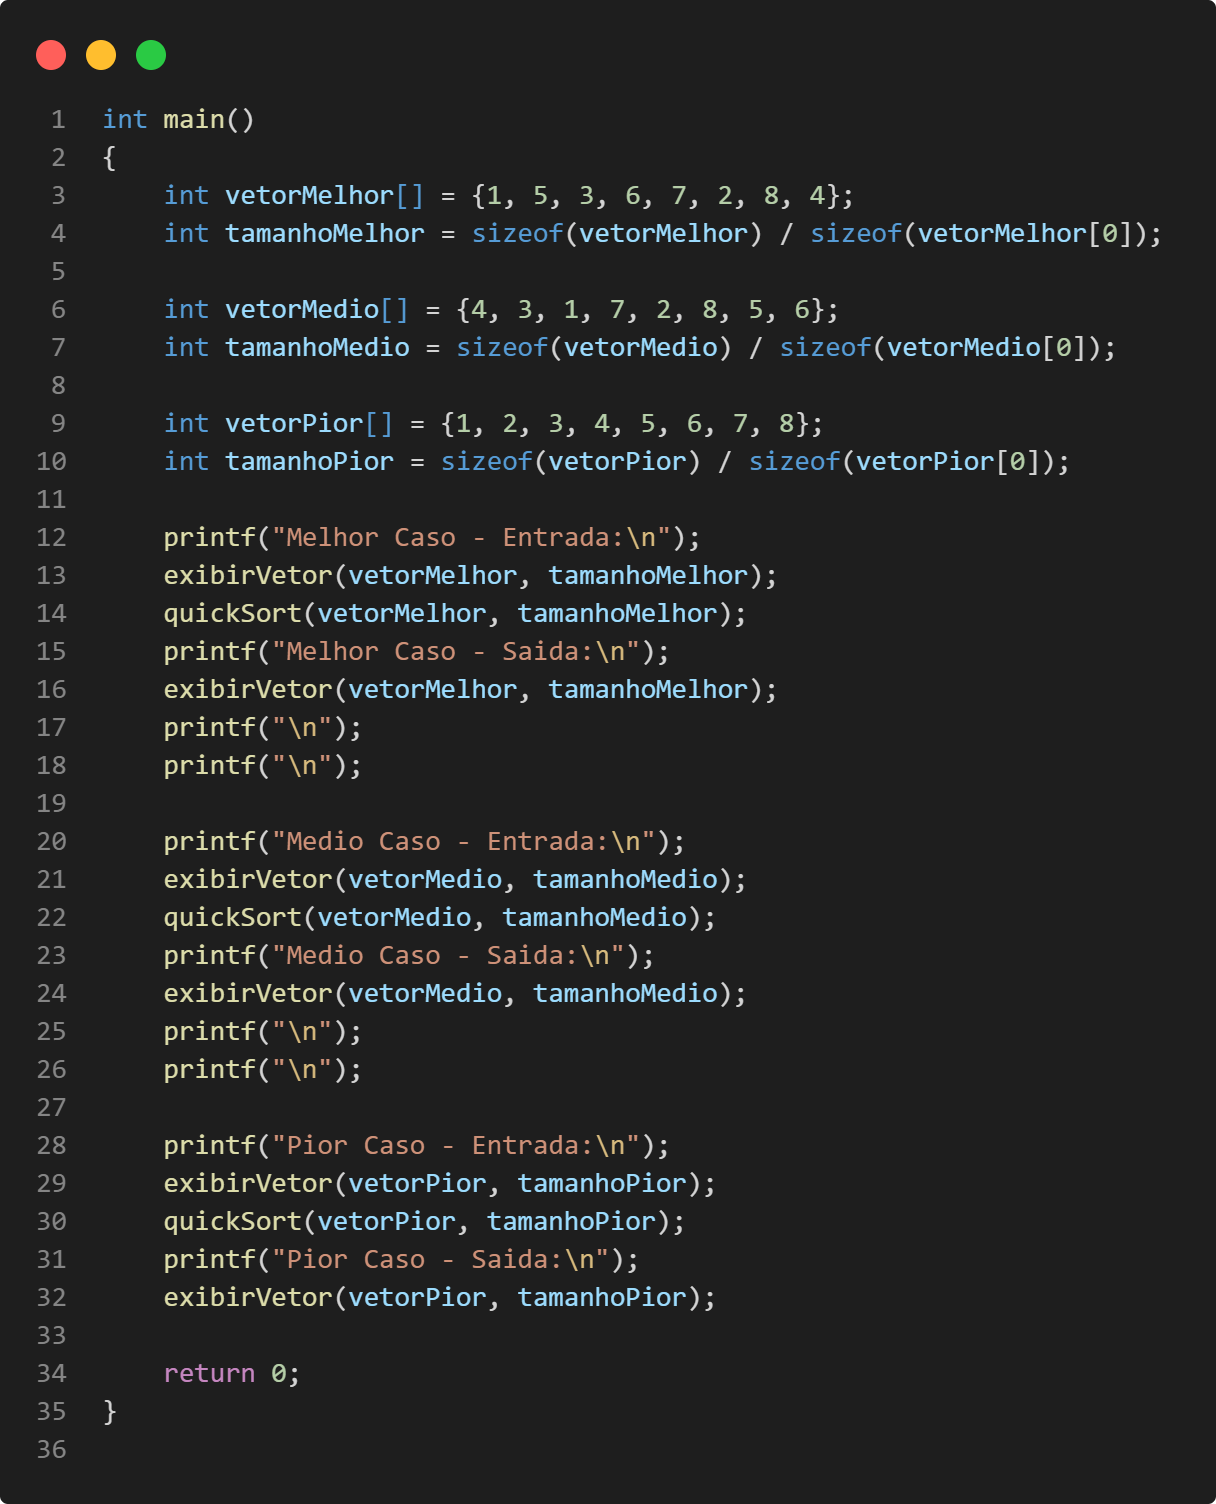 1 int main()
2 {
3     int vetorMelhor[] = {1, 5, 3, 6, 7, 2, 8, 4};
4     int tamanhoMelhor = sizeof(vetorMelhor) / sizeof(vetorMelhor[0]);
5
6     int vetorMedio[] = {4, 3, 1, 7, 2, 8, 5, 6};
7     int tamanhoMedio = sizeof(vetorMedio) / sizeof(vetorMedio[0]);
8
9     int vetorPior[] = {1, 2, 3, 4, 5, 6, 7, 8};
10     int tamanhoPior = sizeof(vetorPior) / sizeof(vetorPior[0]);
11
12     printf("Melhor Caso - Entrada:\n");
13     exibirVetor(vetorMelhor, tamanhoMelhor);
14     quickSort(vetorMelhor, tamanhoMelhor);
15     printf("Melhor Caso - Saida:\n");
16     exibirVetor(vetorMelhor, tamanhoMelhor);
17     printf("\n");
18     printf("\n");
19
20     printf("Medio Caso - Entrada:\n");
21     exibirVetor(vetorMedio, tamanhoMedio);
22     quickSort(vetorMedio, tamanhoMedio);
23     printf("Medio Caso - Saida:\n");
24     exibirVetor(vetorMedio, tamanhoMedio);
25     printf("\n");
26     printf("\n");
27
28     printf("Pior Caso - Entrada:\n");
29     exibirVetor(vetorPior, tamanhoPior);
30     quickSort(vetorPior, tamanhoPior);
31     printf("Pior Caso - Saida:\n");
32     exibirVetor(vetorPior, tamanhoPior);
33
34     return 0;
35 }
36